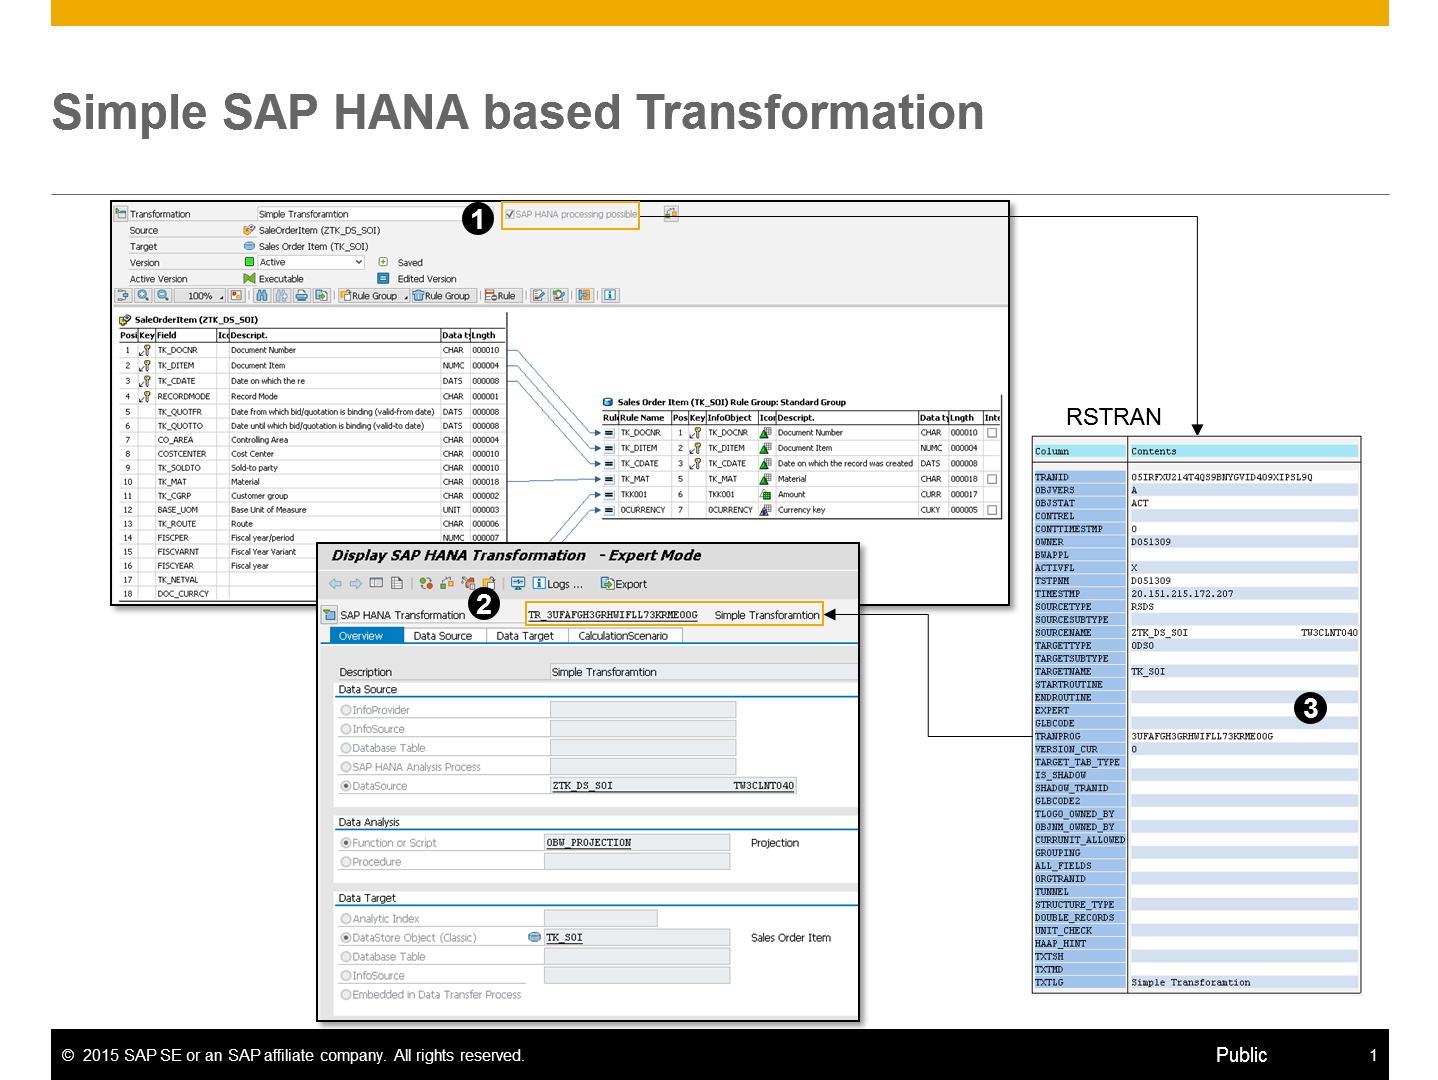 Simple SAP HANA based Transformation
Transformation Simple Transforamtion 1 SAP HANA processing possible
Source SaleOrderItem (ZTK_DS_SOI)
Target Sales Order Item (TK_SOI)
Version Active Saved
Active Version Executable Edited Version
100% Rule Group Rule Group Rule
SaleOrderItem (ZTK_DS_SOI)
Posi Key Field Ico Descript. Data ty Lngth
1 TK_DOCNR Document Number CHAR 000010
2 TK_DITEM Document Item NUMC 000004
3 TK_CDATE Date on which the re DATS 000008
4 RECORDMODE Record Mode CHAR 000001
5 TK_QUOTFR Date from which bid/quotation is binding (valid-from date) DATS 000008
6 TK_QUOTTO Date until which bid/quotation is binding (valid-to date) DATS 000008
7 CO_AREA Controlling Area CHAR 000004
8 COSTCENTER Cost Center CHAR 000010
9 TK_SOLDTO Sold-to party CHAR 000010
10 TK_MAT Material CHAR 000018
11 TK_CGRP Customer group CHAR 000002
12 BASE_UOM Base Unit of Measure UNIT 000003
13 TK_ROUTE Route CHAR 000006
14 FISCPER Fiscal year/period NUMC 000007
15 FISCVARNT Fiscal Year Variant
16 FISCYEAR Fiscal year
17 TK_NETVAL
18 DOC_CURRCY
Sales Order Item (TK_SOI) Rule Group: Standard Group
Rul Rule Name Pos Key InfoObject Icon Descript. Data ty Lngth Inte
TK_DOCNR 1 TK_DOCNR Document Number CHAR 000010
TK_DITEM 2 TK_DITEM Document Item NUMC 000004
TK_CDATE 3 TK_CDATE Date on which the record was created DATS 000008
TK_MAT 5 TK_MAT Material CHAR 000018
TKK001 6 TKK001 Amount CURR 000017
0CURRENCY 7 0CURRENCY Currency key CUKY 000005
Display SAP HANA Transformation - Expert Mode
Logs ... Export
2
SAP HANA Transformation TR_3UFAFGH3GRHWIFLL73KRME00G Simple Transforamtion
Overview Data Source Data Target CalculationScenario
Description Simple Transforamtion
Data Source
InfoProvider
InfoSource
Database Table
SAP HANA Analysis Process
DataSource ZTK_DS_SOI TW3CLNT040
Data Analysis
Function or Script 0BW_PROJECTION Projection
Procedure
Data Target
Analytic Index
DataStore Object (Classic) TK_SOI Sales Order Item
Database Table
InfoSource
Embedded in Data Transfer Process
RSTRAN
Column Contents
TRANID 05IRFXU214T4QS9BNYGVID409XIPSL9Q
OBJVERS A
OBJSTAT ACT
CONTREL
CONTTIMESTMP 0
OWNER D051309
BWAPPL
ACTIVFL X
TSTPNM D051309
TIMESTMP 20.151.215.172.207
SOURCETYPE RSDS
SOURCESUBTYPE
SOURCENAME ZTK_DS_SOI TW3CLNT040
TARGETTYPE ODSO
TARGETSUBTYPE
TARGETNAME TK_SOI
STARTROUTINE
ENDROUTINE
EXPERT
3
GLBCODE
TRANPROG 3UFAFGH3GRHWIFLL73KRME00G
VERSION_CUR 0
TARGET_TAB_TYPE
IS_SHADOW
SHADOW_TRANID
GLBCODE2
TLOGO_OWNED_BY
OBJNM_OWNED_BY
CURRUNIT_ALLOWED
GROUPING
ALL_FIELDS
ORGTRANID
TUNNEL
STRUCTURE_TYPE
DOUBLE_RECORDS
UNIT_CHECK
HAAP_HINT
TXTSH
TXTMD
TXTLG Simple Transforamtion
© 2015 SAP SE or an SAP affiliate company. All rights reserved. Public 1